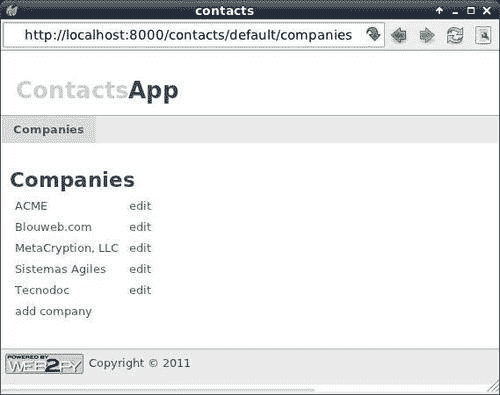 contacts
http://localhost:8000/contacts/default/companies
ContactsApp
Companies
Companies
ACME edit
Blouweb.com edit
MetaCryption, LLC edit
Sistemas Agiles edit
Tecnodoc edit
add company
POWERED BY
WEB2PY Copyright © 2011